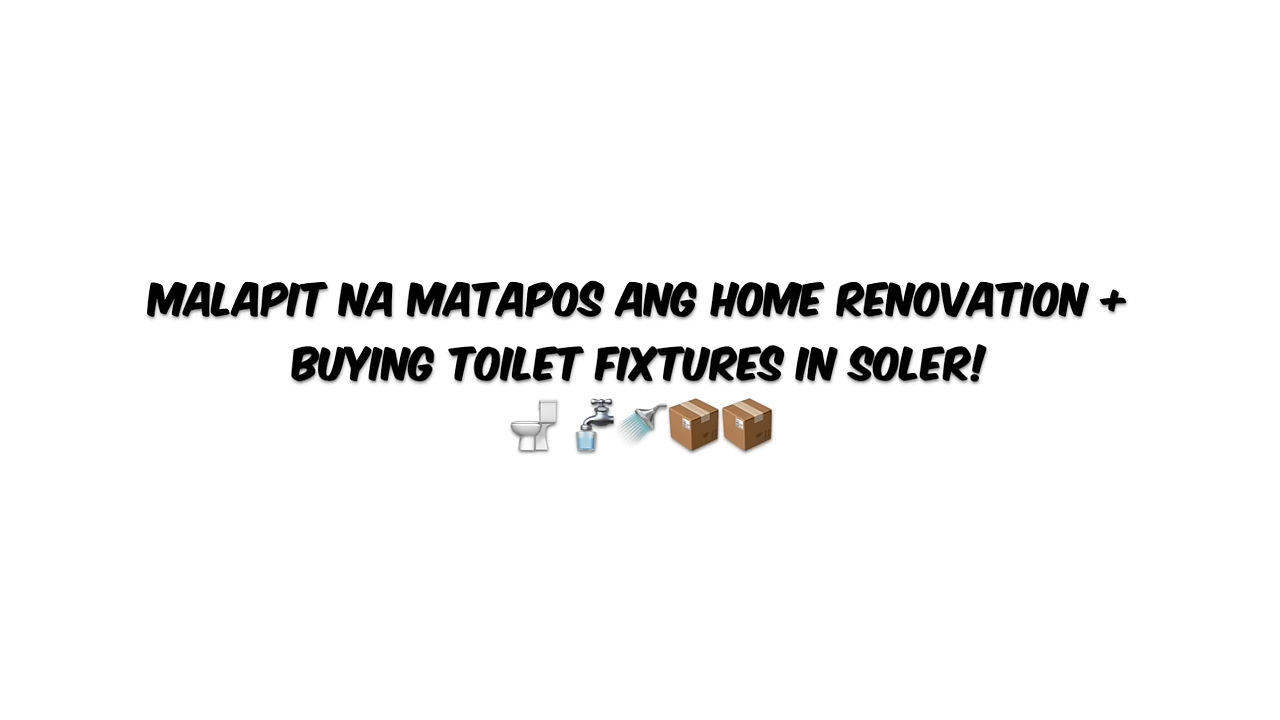 MALAPIT NA MATAPOS ANG HOME RENOVATION +
BUYING TOILET FIXTURES IN SOLER!
🚽🚰🚿📦📦